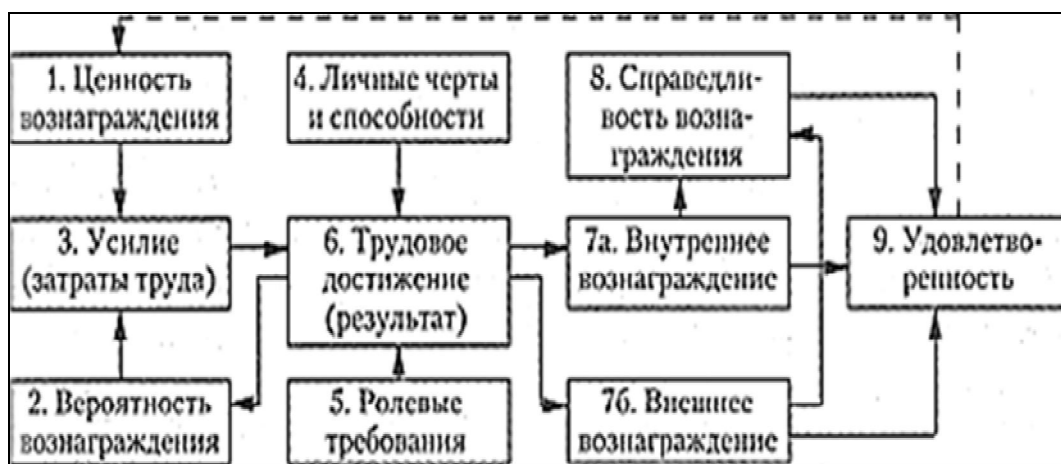 1. Ценность
вознаграждения
4. Личные черты
и способности
8. Справедли-
вость возна-
граждения
3. Усилие
(затраты труда)
6. Трудовое
достижение
(результат)
7а. Внутреннее
вознаграждение
9. Удовлетво-
ренность
2. Вероятность
вознаграждения
5. Ролевые
требования
7б. Внешнее
вознаграждение